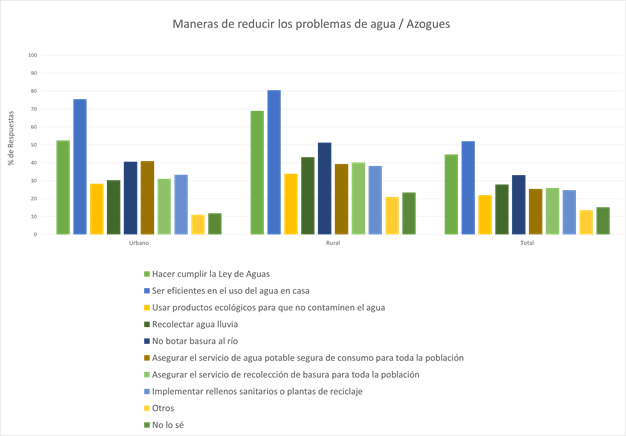 Maneras de reducir los problemas de agua / Azogues
% de Respuestas
100
90
80
70
60
50
40
30
20
10
0
Urbano Rural Total
Hacer cumplir la Ley de Aguas
Ser eficientes en el uso del agua en casa
Usar productos ecológicos para que no contaminen el agua
Recolectar agua lluvia
No botar basura al río
Asegurar el servicio de agua potable segura de consumo para toda la población
Asegurar el servicio de recolección de basura para toda la población
Implementar rellenos sanitarios o plantas de reciclaje
Otros
No lo sé